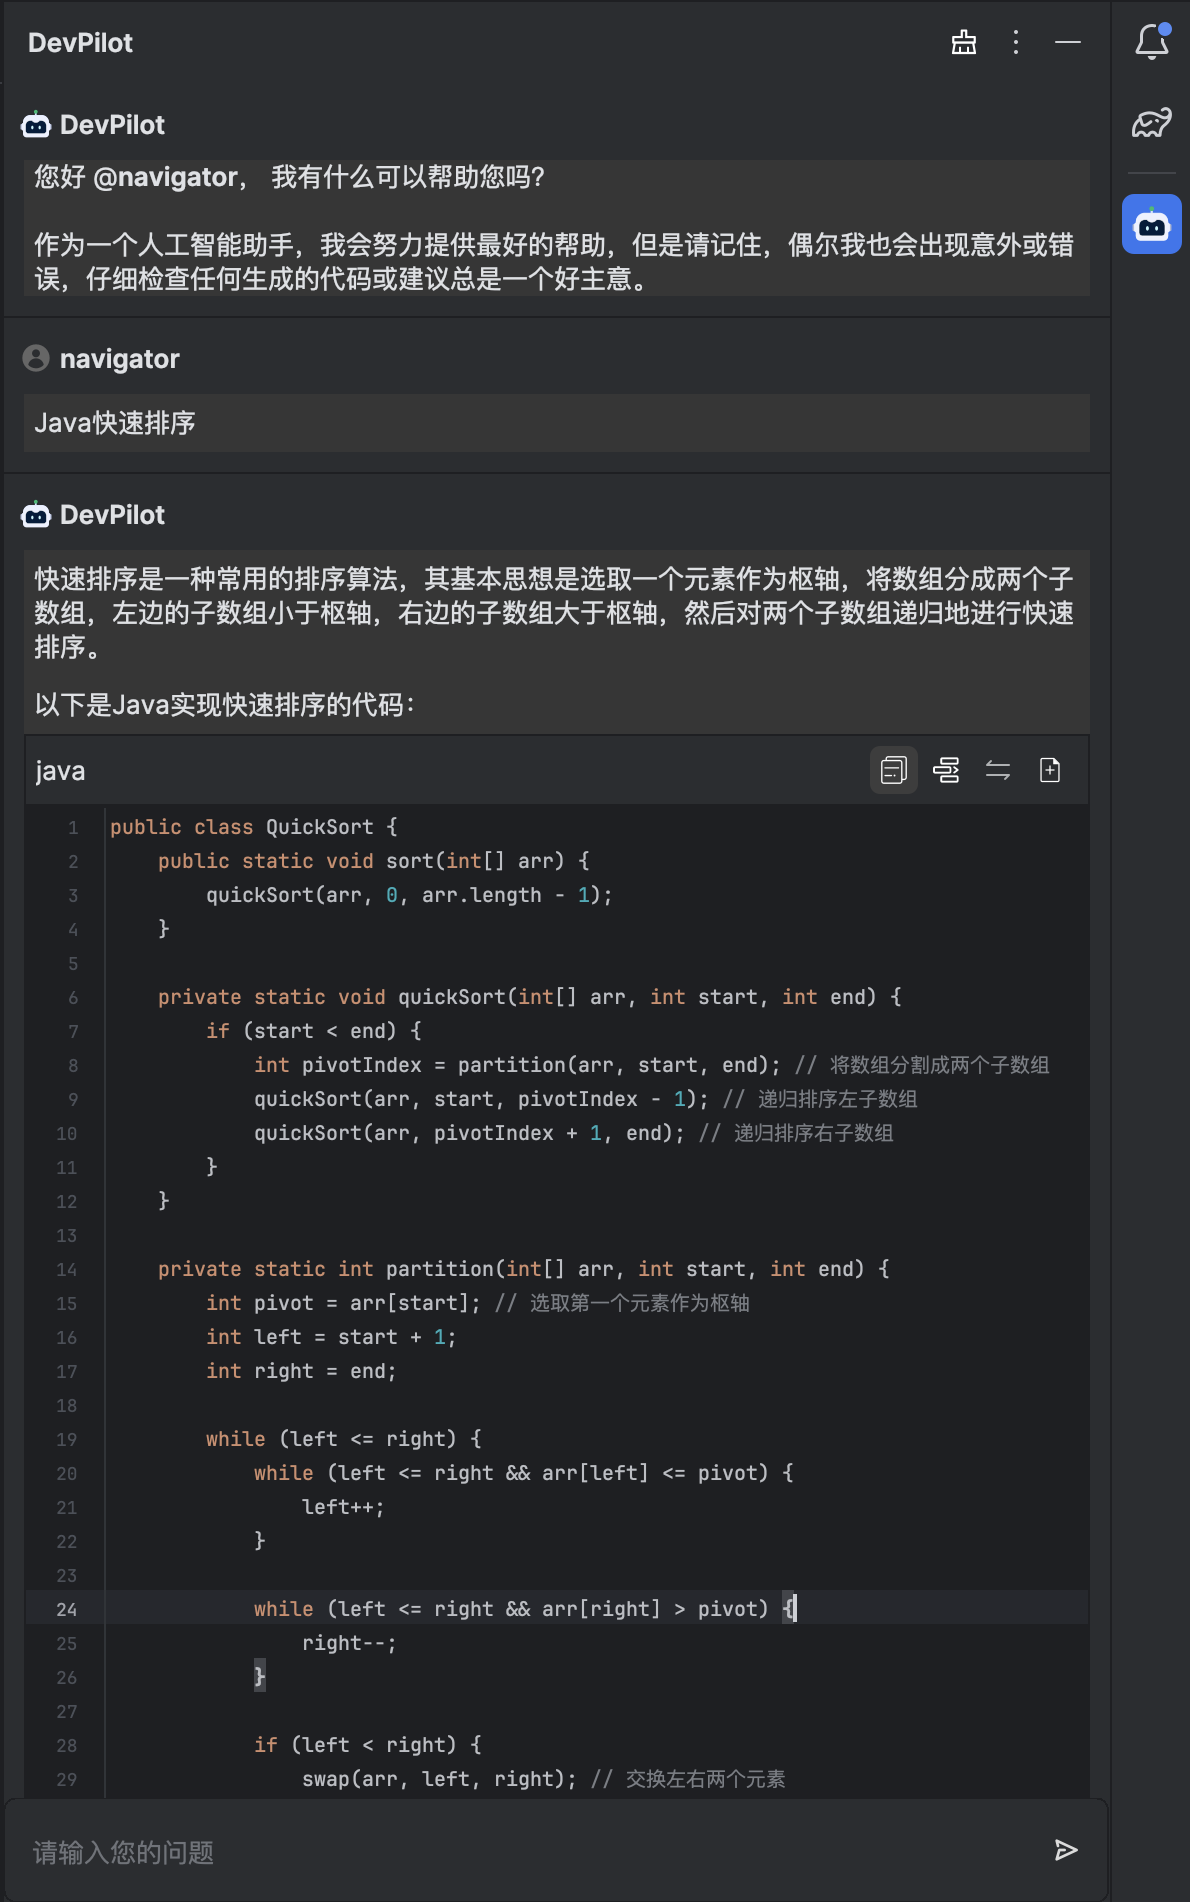 DevPilot
DevPilot
您好 @navigator， 我有什么可以帮助您吗?
作为一个人工智能助手，我会努力提供最好的帮助，但是请记住，偶尔我也会出现意外或错
误，仔细检查任何生成的代码或建议总是一个好主意。
navigator
Java快速排序
DevPilot
快速排序是一种常用的排序算法，其基本思想是选取一个元素作为枢轴，将数组分成两个子
数组，左边的子数组小于枢轴，右边的子数组大于枢轴，然后对两个子数组递归地进行快速
排序。
以下是Java实现快速排序的代码：
java
1 public class QuickSort {
2     public static void sort(int[] arr) {
3         quickSort(arr, 0, arr.length - 1);
4     }
5
6     private static void quickSort(int[] arr, int start, int end) {
7         if (start < end) {
8             int pivotIndex = partition(arr, start, end); // 将数组分割成两个子数组
9             quickSort(arr, start, pivotIndex - 1); // 递归排序左子数组
10             quickSort(arr, pivotIndex + 1, end); // 递归排序右子数组
11         }
12     }
13
14     private static int partition(int[] arr, int start, int end) {
15         int pivot = arr[start]; // 选取第一个元素作为枢轴
16         int left = start + 1;
17         int right = end;
18
19         while (left <= right) {
20             while (left <= right && arr[left] <= pivot) {
21                 left++;
22             }
23
24             while (left <= right && arr[right] > pivot) {
25                 right--;
26             }
27
28             if (left < right) {
29                 swap(arr, left, right); // 交换左右两个元素
请输入您的问题